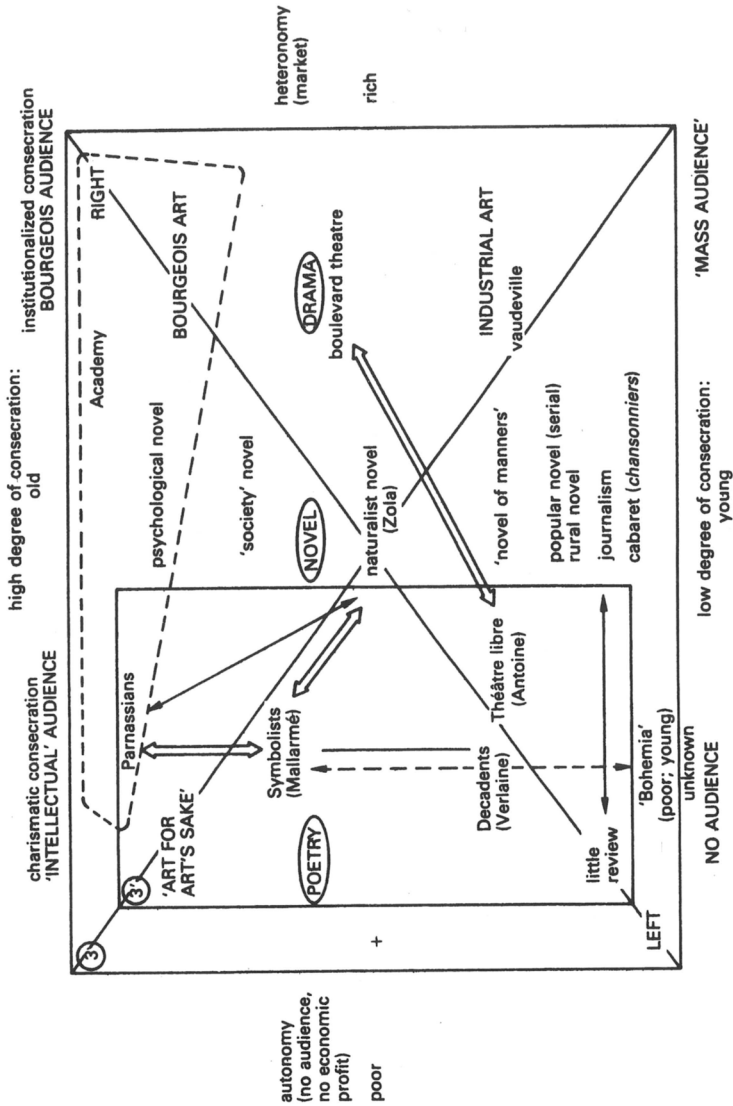 high degree of consecration:
old
charismatic consecration
'INTELLECTUAL' AUDIENCE
institutionalized consecration
BOURGEOIS AUDIENCE
3
3'
RIGHT
Academy
Parnassians
'ART FOR
ART'S SAKE'
psychological novel
BOURGEOIS ART
'society' novel
Symbolists
(Mallarmé)
autonomy
(no audience,
no economic
profit)
poor
heteronomy
(market)
rich
POETRY
NOVEL
DRAMA
boulevard theatre
+
naturalist novel
(Zola)
Decadents
(Verlaine)
Théâtre libre
(Antoine)
'novel of manners'
INDUSTRIAL ART
vaudeville
popular novel (serial)
rural novel
little
review
journalism
cabaret (chansonniers)
LEFT
'Bohemia'
(poor; young)
unknown
NO AUDIENCE
low degree of consecration:
young
'MASS AUDIENCE'